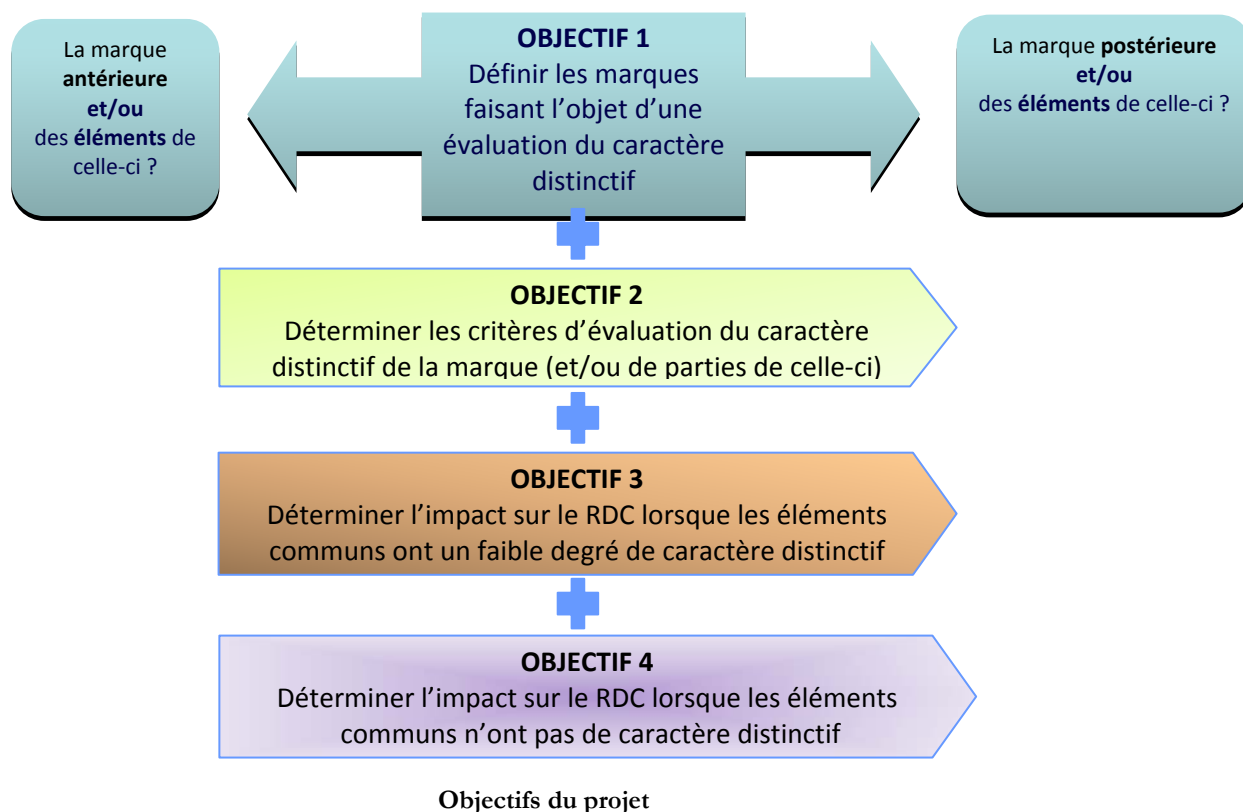 La marque
antérieure
et/ou
des éléments de
celle-ci ?
OBJECTIF 1
Définir les marques
faisant l’objet d’une
évaluation du caractère
distinctif
La marque postérieure
et/ou
des éléments de celle-ci ?
OBJECTIF 2
Déterminer les critères d’évaluation du caractère
distinctif de la marque (et/ou de parties de celle-ci)
OBJECTIF 3
Déterminer l’impact sur le RDC lorsque les éléments
communs ont un faible degré de caractère distinctif
OBJECTIF 4
Déterminer l’impact sur le RDC lorsque les éléments
communs n’ont pas de caractère distinctif
Objectifs du projet